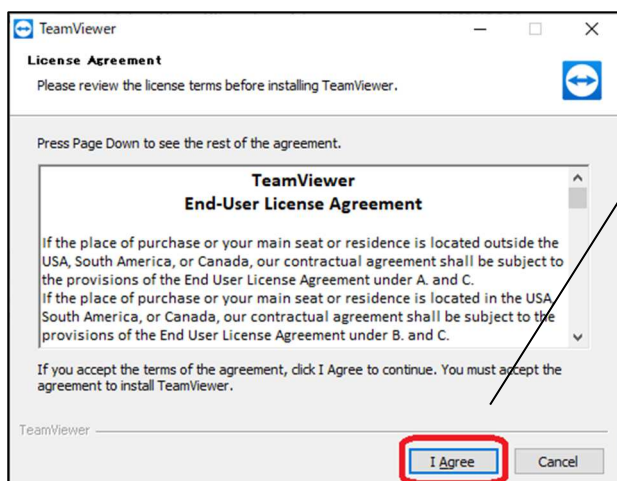 TeamViewer
License Agreement
Please review the license terms before installing TeamViewer.
Press Page Down to see the rest of the agreement.
TeamViewer
End-User License Agreement
If the place of purchase or your main seat or residence is located outside the
USA, South America, or Canada, our contractual agreement shall be subject to
the provisions of the End User License Agreement under A. and C.
If the place of purchase or your main seat or residence is located in the USA,
South America, or Canada, our contractual agreement shall be subject to the
provisions of the End User License Agreement under B. and C.
If you accept the terms of the agreement, click I Agree to continue. You must accept the
agreement to install TeamViewer.
TeamViewer
I Agree
Cancel